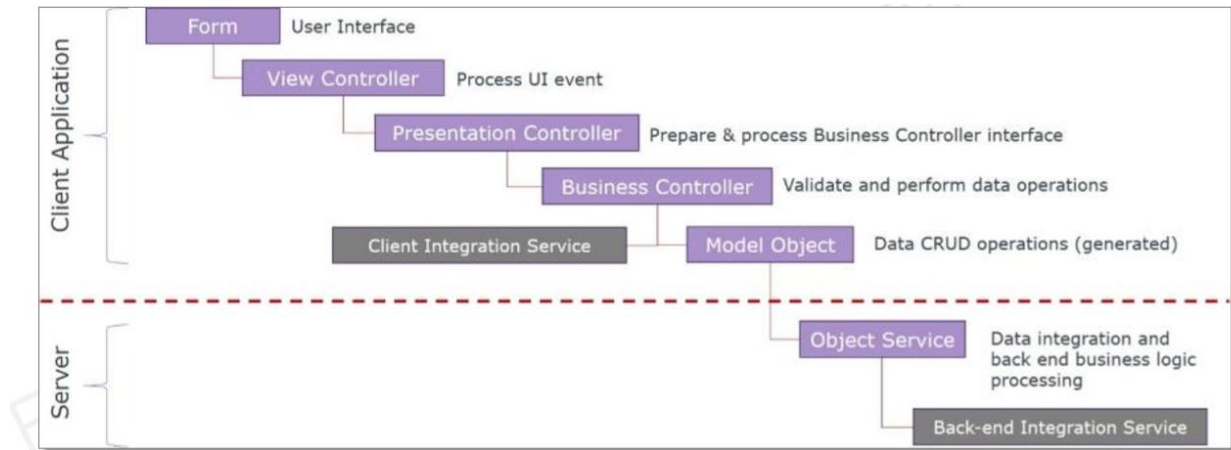 Client Application
Form
User Interface
View Controller
Process UI event
Presentation Controller
Prepare & process Business Controller interface
Business Controller
Validate and perform data operations
Client Integration Service
Model Object
Data CRUD operations (generated)
Server
Object Service
Data integration and
back end business logic
processing
Back-end Integration Service